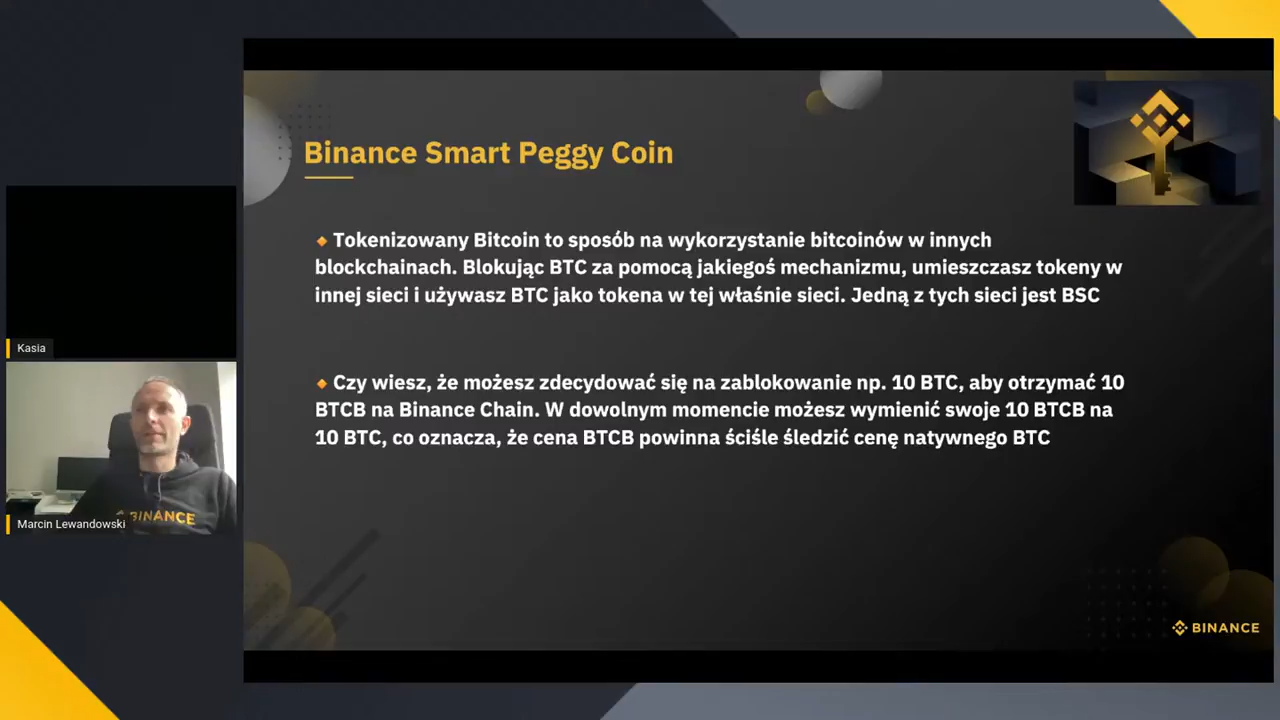 Binance Smart Peggy Coin
Tokenizowany Bitcoin to sposób na wykorzystanie bitcoinów w innych
blockchainach. Blokując BTC za pomocą jakiegoś mechanizmu, umieszczasz tokeny w
innej sieci i używasz BTC jako tokena w tej właśnie sieci. Jedną z tych sieci jest BSC
Czy wiesz, że możesz zdecydować się na zablokowanie np. 10 BTC, aby otrzymać 10
BTCB na Binance Chain. W dowolnym momencie możesz wymienić swoje 10 BTCB na
10 BTC, co oznacza, że cena BTCB powinna ściśle śledzić cenę natywnego BTC
Kasia
BINANCE
Marcin Lewandowski
BINANCE